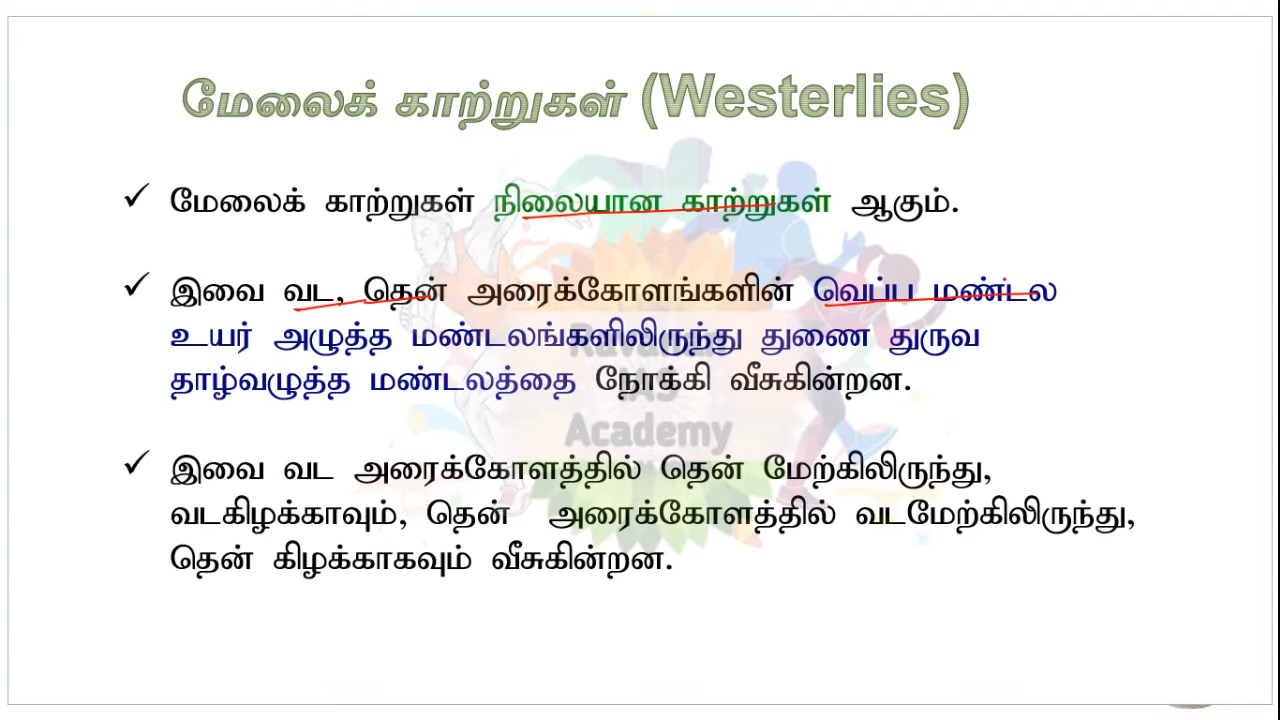 மேலைக் காற்றுகள் (Westerlies)
✓ மேலைக் காற்றுகள் நிலையான காற்றுகள் ஆகும்.
✓ இவை வட, தென் அரைக்கோளங்களின் வெப்ப மண்டல
உயர் அழுத்த மண்டலங்களிலிருந்து துணை துருவ
தாழ்வழுத்த மண்டலத்தை நோக்கி வீசுகின்றன.
Academy
✓ இவை வட அரைக்கோளத்தில் தென் மேற்கிலிருந்து,
வடகிழக்காவும், தென் அரைக்கோளத்தில் வடமேற்கிலிருந்து,
தென் கிழக்காகவும் வீசுகின்றன.